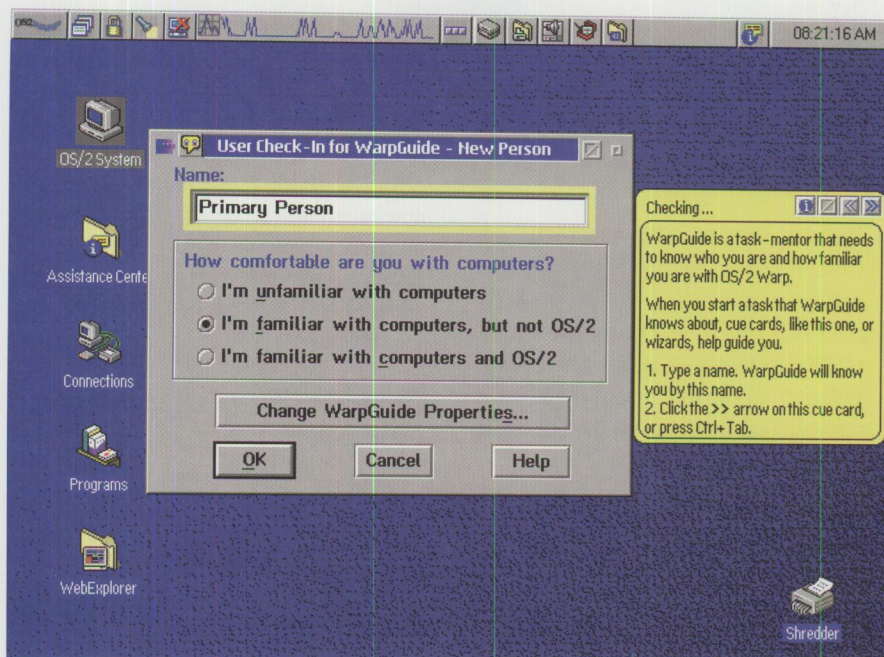 OS2
08:21:16 AM
OS/2 System
Assistance Cente
Connections
Programs
WebExplorer
User Check-In for WarpGuide - New Person
Name:
Primary Person
How comfortable are you with computers?
I'm unfamiliar with computers
I'm familiar with computers, but not OS/2
I'm familiar with computers and OS/2
Change WarpGuide Properties...
OK
Cancel
Help
Checking...
WarpGuide is a task-mentor that needs
to know who you are and how familiar
you are with OS/2 Warp.
When you start a task that WarpGuide
knows about, cue cards, like this one, or
wizards, help guide you.
1. Type a name. WarpGuide will know
you by this name.
2. Click the >> arrow on this cue card,
or press Ctrl+Tab.
Shredder